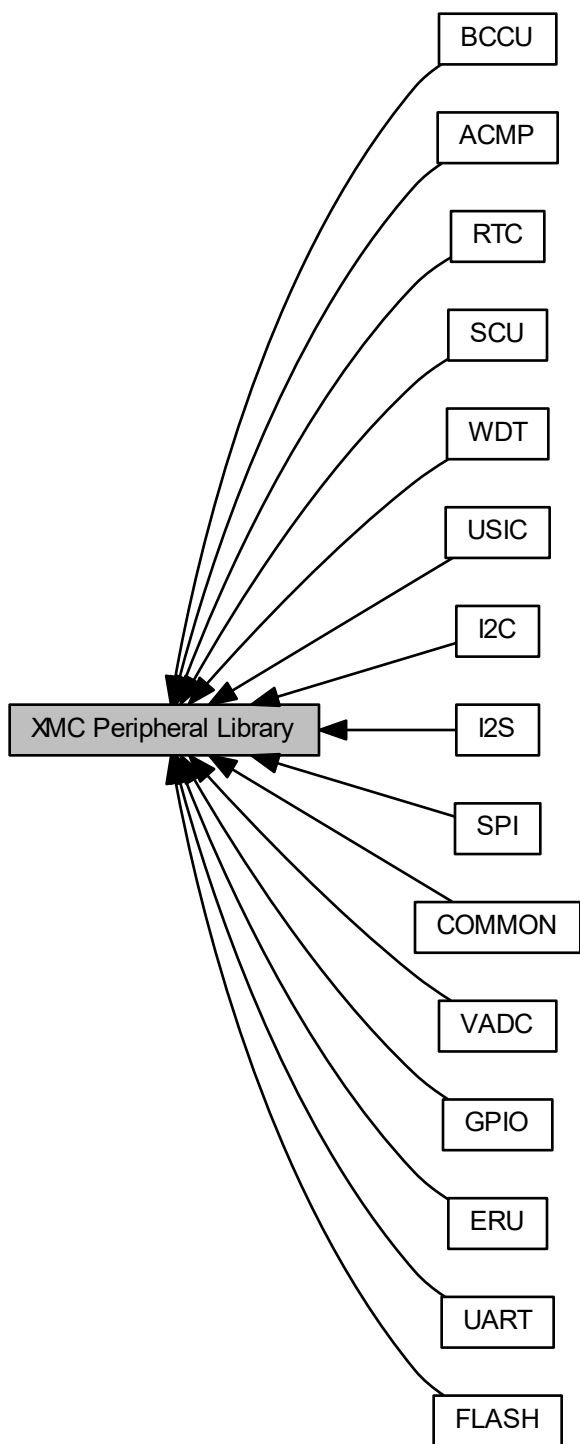 BCCU
ACMP
RTC
SCU
WDT
USIC
I2C
XMC Peripheral Library
I2S
SPI
COMMON
VADC
GPIO
ERU
UART
FLASH